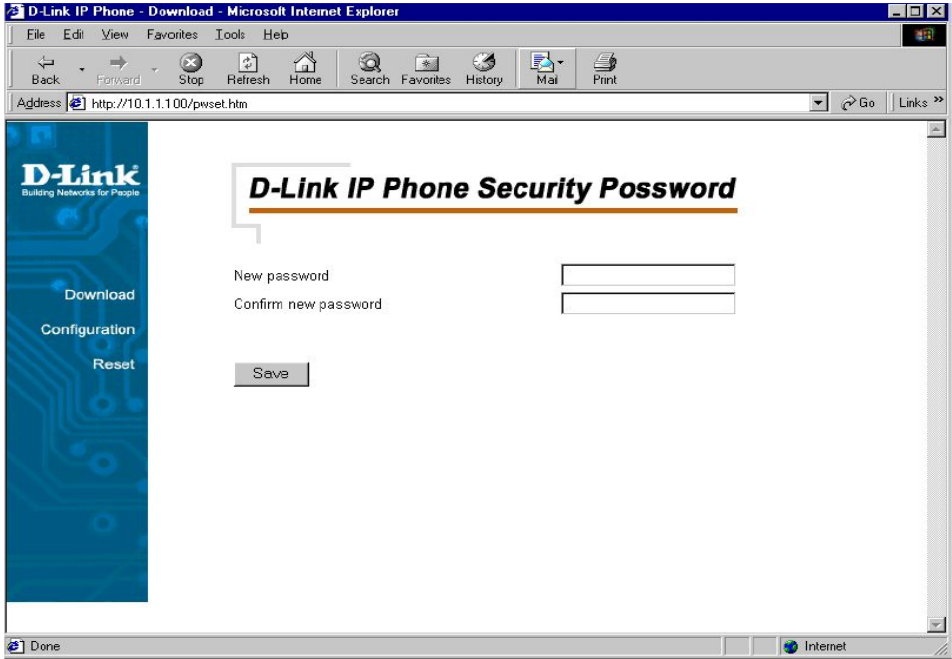 D-Link IP Phone - Download - Microsoft Internet Explorer
File Edit View Favorites Tools Help
Back Forward Stop Refresh Home Search Favorites History Mail Print
Address http://10.1.1.100/pwset.htm Go Links »
D-Link
Building Networks for People
D-Link IP Phone Security Possword
New password
Confirm new password
Download
Configuration
Reset
Save
Done Internet